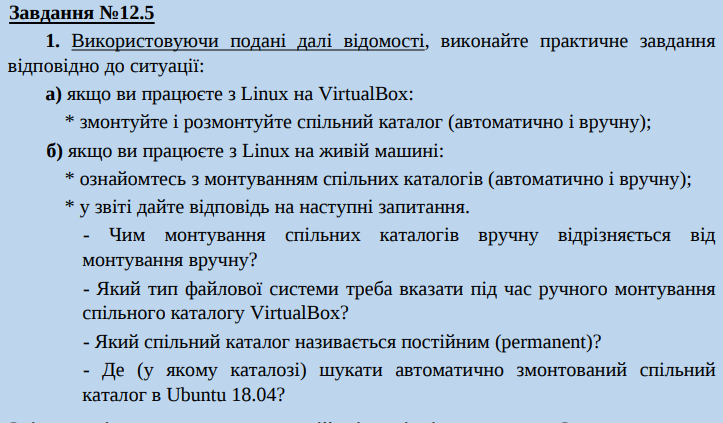 Завдання №12.5
1. Використовуючи подані далі відомості, виконайте практичне завдання
відповідно до ситуації:
а) якщо ви працюєте з Linux на VirtualBox:
* змонтуйте і розмонтуйте спільний каталог (автоматично і вручну);
б) якщо ви працюєте з Linux на живій машині:
* ознайомтесь з монтуванням спільних каталогів (автоматично і вручну);
* у звіті дайте відповідь на наступні запитання.
- Чим монтування спільних каталогів вручну відрізняється від
монтування вручну?
- Який тип файлової системи треба вказати під час ручного монтування
спільного каталогу VirtualBox?
- Який спільний каталог називається постійним (permanent)?
- Де (у якому каталозі) шукати автоматично змонтований спільний
каталог в Ubuntu 18.04?